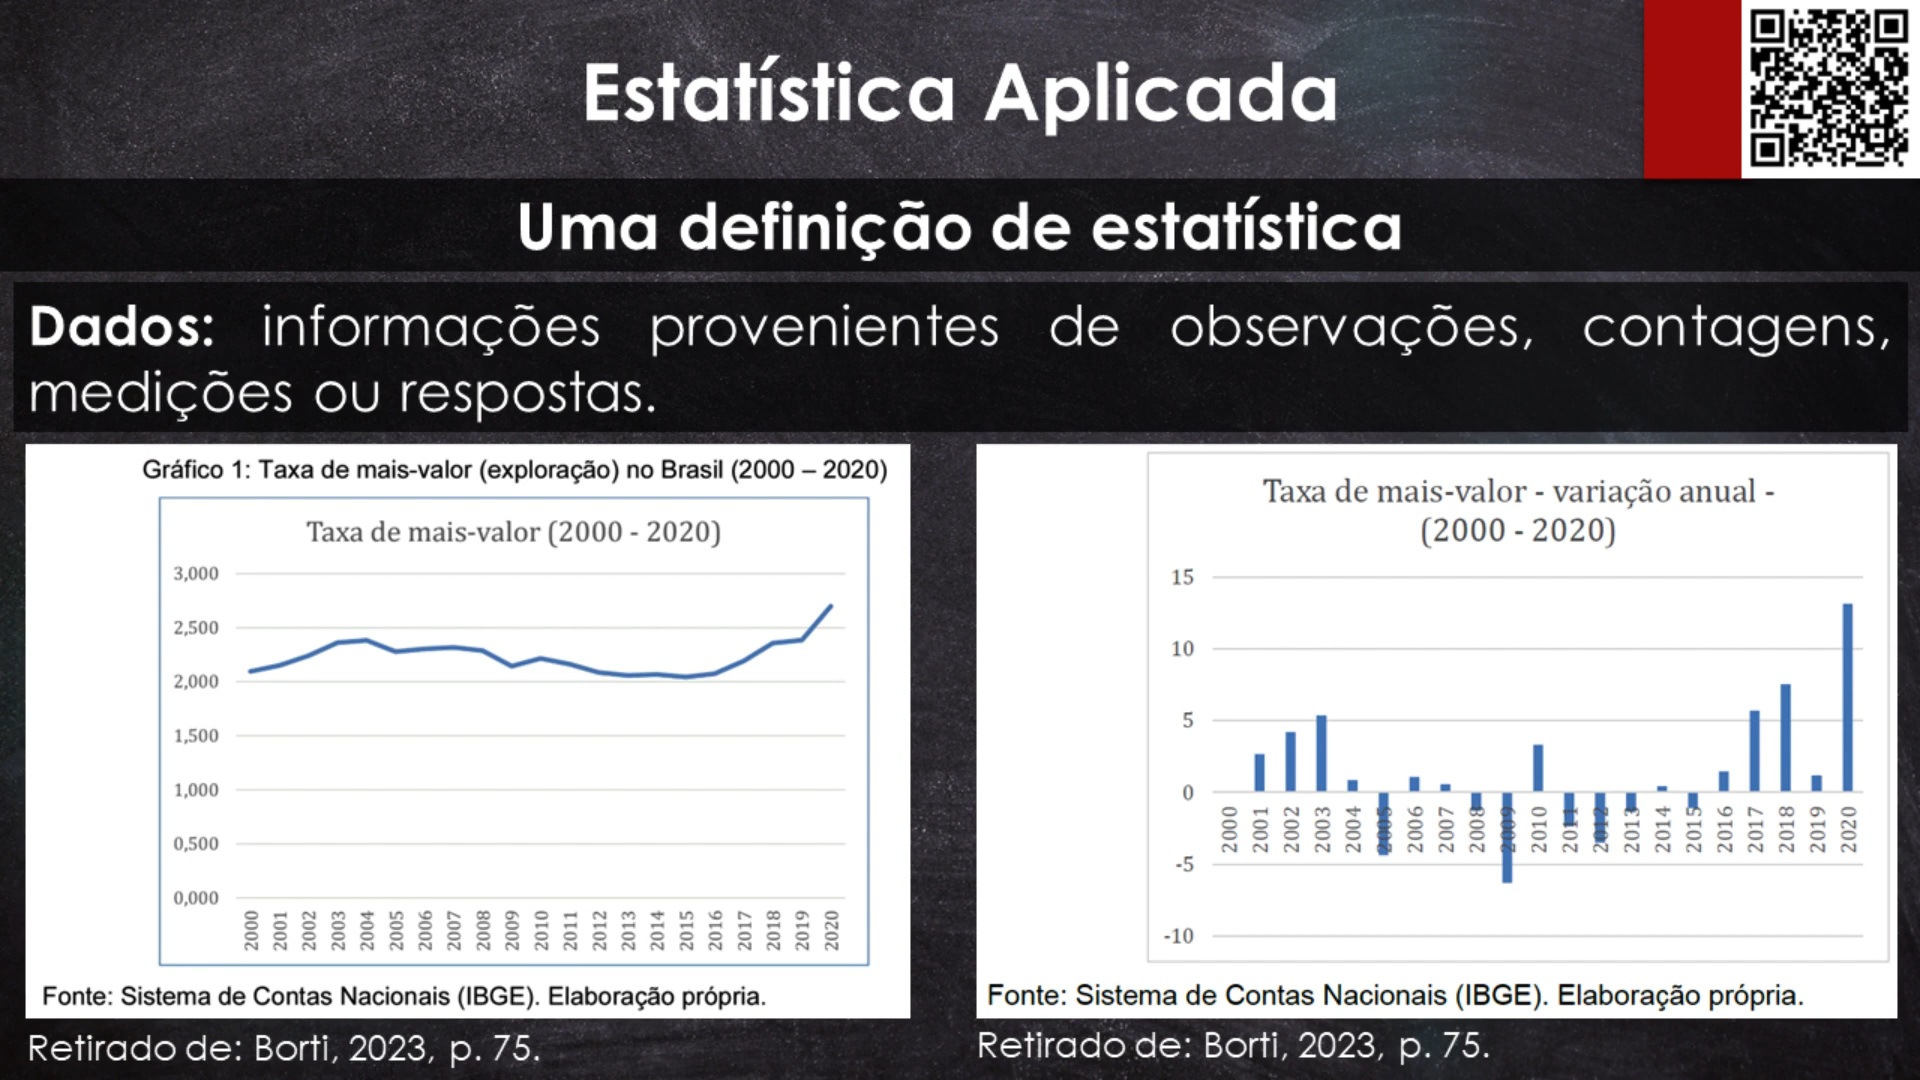 Estatística Aplicada
Uma definição de estatística
Dados: informações provenientes de observações, contagens,
medições ou respostas.
Gráfico 1: Taxa de mais-valor (exploração) no Brasil (2000 – 2020)
Taxa de mais-valor (2000 - 2020)
3,000
2,500
2,000
1,500
1,000
0,500
0,000
2000 2001 2002 2003 2004 2005 2006 2007 2008 2009 2010 2011 2012 2013 2014 2015 2016 2017 2018 2019 2020
Fonte: Sistema de Contas Nacionais (IBGE). Elaboração própria.
Retirado de: Borti, 2023, p. 75.
Taxa de mais-valor - variação anual -
(2000 - 2020)
15
10
5
0
-5
-10
2000 2001 2002 2003 2004 2005 2006 2007 2008 2009 2010 2011 2012 2013 2014 2015 2016 2017 2018 2019 2020
Fonte: Sistema de Contas Nacionais (IBGE). Elaboração própria.
Retirado de: Borti, 2023, p. 75.